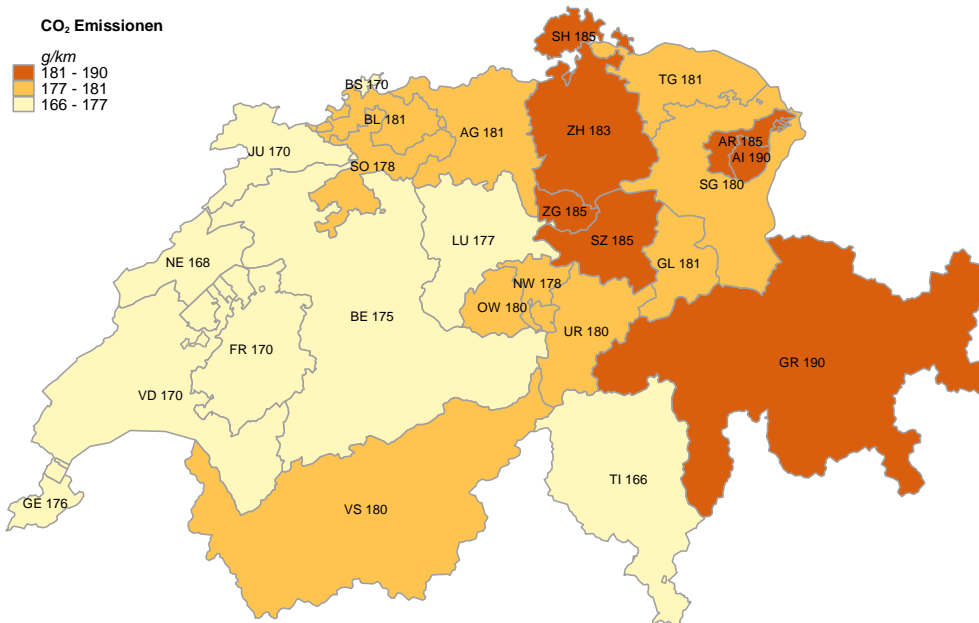 CO₂ Emissionen
g/km
181 - 190
177 - 181
166 - 177
SH 185
BS 170
TG 181
BL 181
AG 181
ZH 183
AR 185
JU 170
AI 190
SO 178
SG 180
ZG 185
LU 177
SZ 185
NE 168
GL 181
NW 178
OW 180
BE 175
UR 180
FR 170
GR 190
VD 170
TI 166
GE 176
VS 180